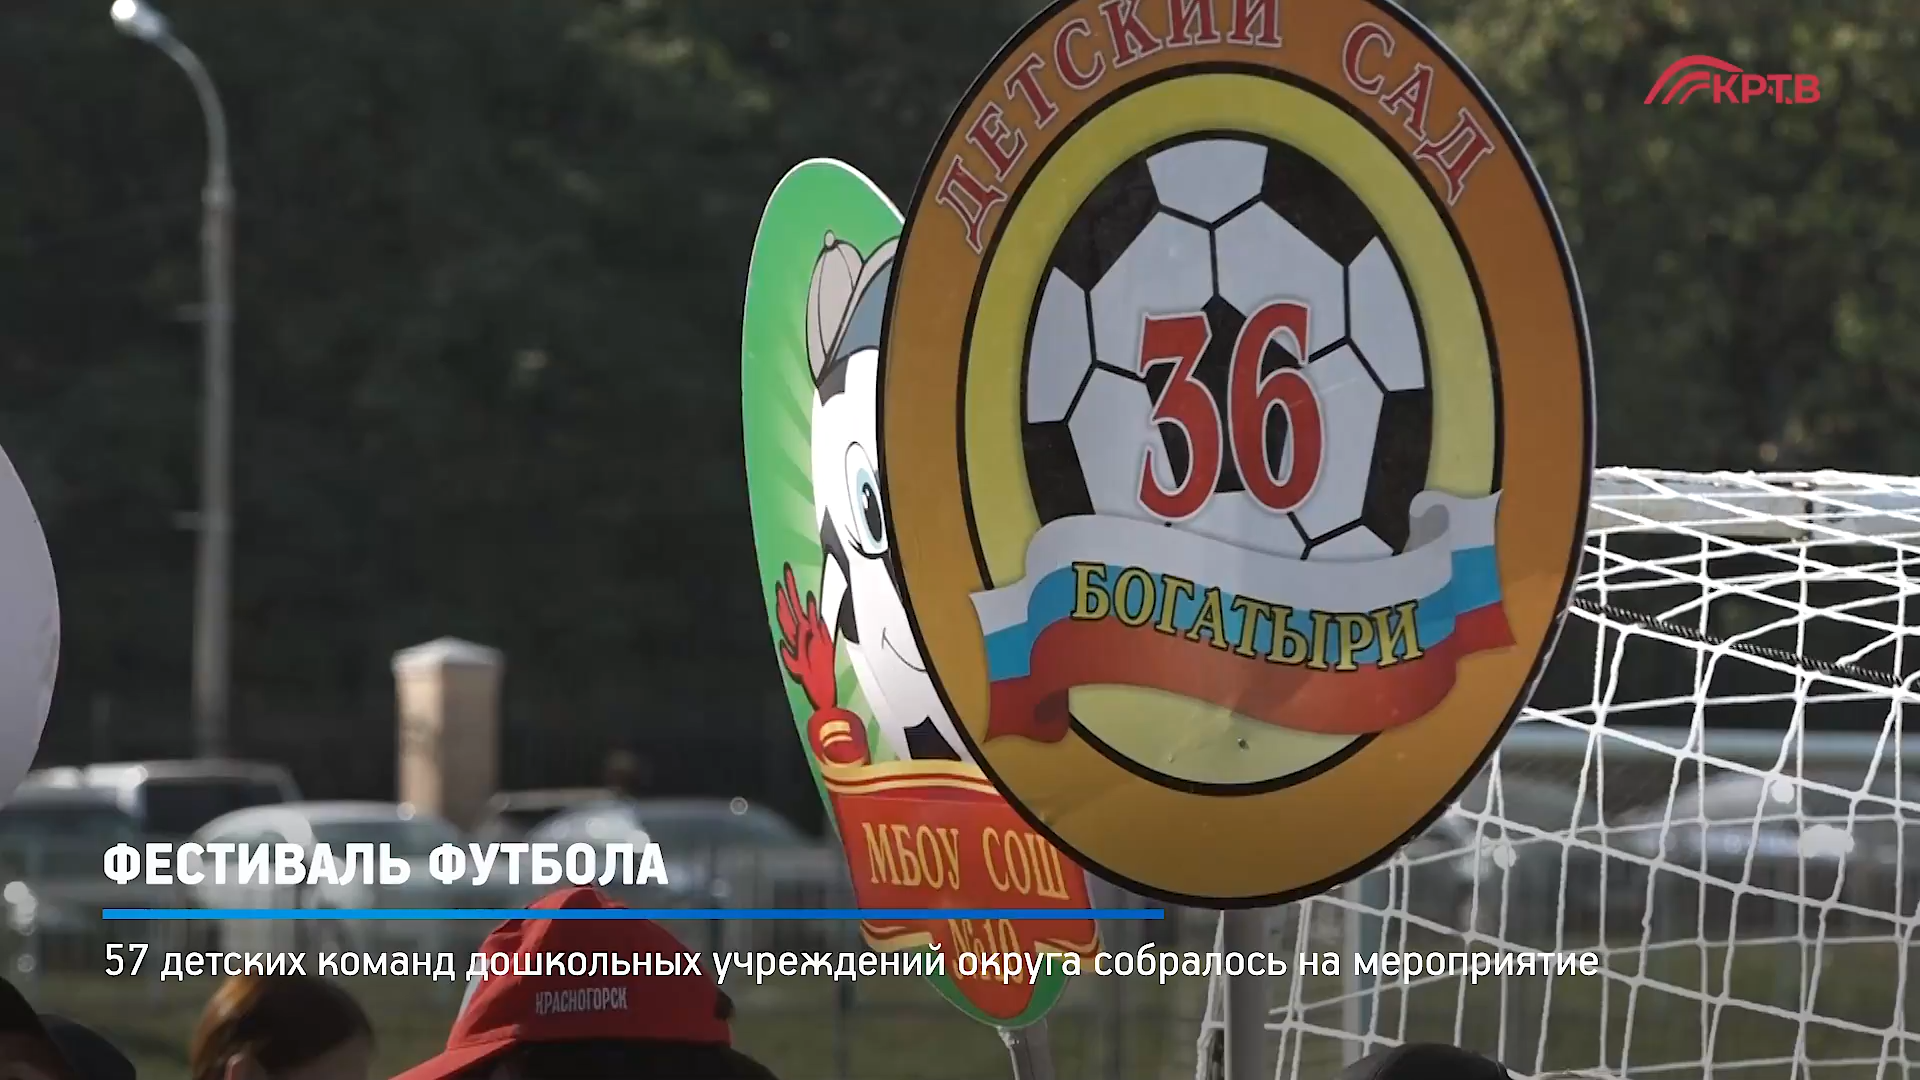 ДЕТСКИЙ САД
КРТВ
36
БОГАТЫРИ
МБОУ СОШ
№10
ФЕСТИВАЛЬ ФУТБОЛА
57 детских команд дошкольных учреждений округа собралось на мероприятие
КРАСНОГОРСК